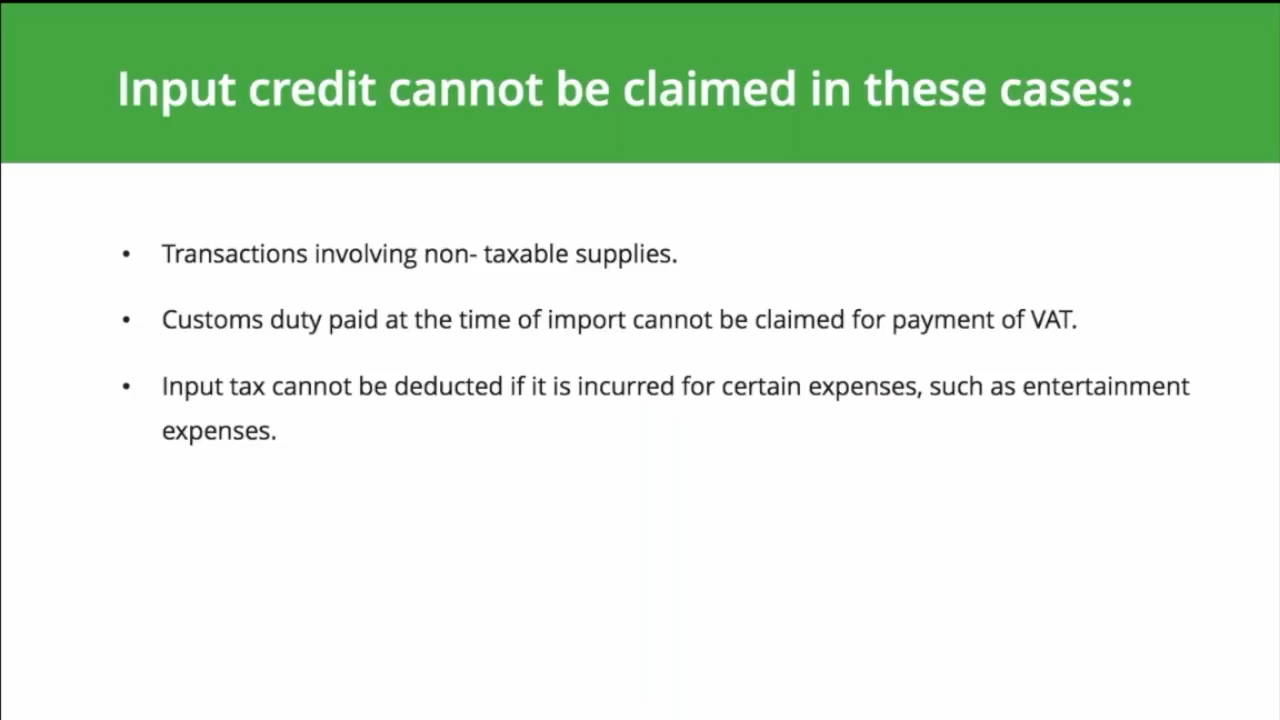 Input credit cannot be claimed in these cases:
• Transactions involving non- taxable supplies.
• Customs duty paid at the time of import cannot be claimed for payment of VAT.
• Input tax cannot be deducted if it is incurred for certain expenses, such as entertainment
expenses.